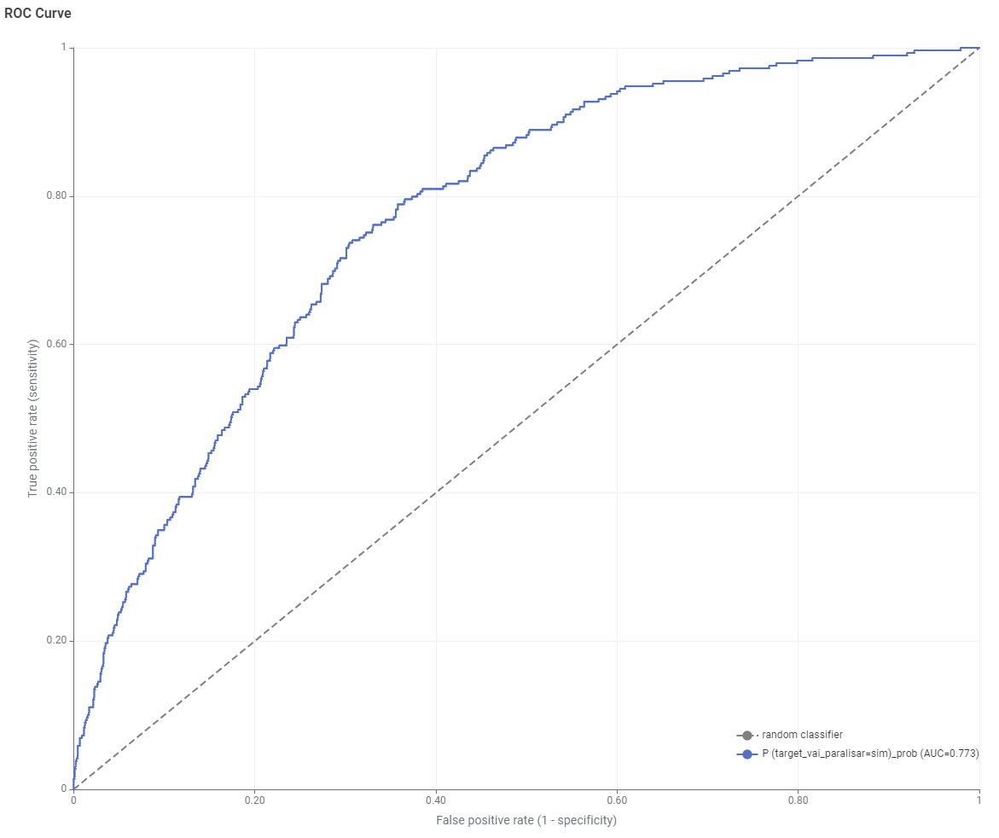 ROC Curve
1
0.80
0.60
0.40
0.20
0
True positive rate (sensitivity)
random classifier
P (target_vai_paralisar=sim)_prob (AUC=0.773)
0
0.20
0.40
0.60
0.80
1
False positive rate (1 - specificity)